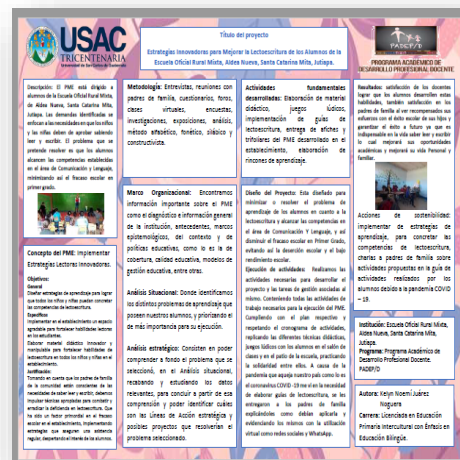 USAC
TRICENTENARIA
Universidad de San Carlos de Guatemala
Título del proyecto
Estrategias Innovadoras para Mejorar la Lectoescritura de los Alumnos de la
Escuela Oficial Rural Mixta, Aldea Nueva, Santa Catarina Mita, Jutiapa.
PADEP/D
PROGRAMA ACADÉMICO DE
DESARROLLO PROFESIONAL DOCENTE
Descripción: El PME está dirigido a
alumnos de la Escuela Oficial Rural Mixta,
de Aldea Nueva, Santa Catarina Mita,
Jutiapa. Las demandas identificadas se
enfocan a las necesidades en que los niños
y las niñas deben de aprobar sabiendo
leer y escribir. El problema que se
pretende resolver es que los alumnos
alcancen las competencias establecidas
en el área de Comunicación y Lenguaje,
minimizando así el fracaso escolar en
primer grado.
Concepto del PME: Implementar
Estrategias Lectoras Innovadoras.
Objetivos:
General
Diseñar estrategias de aprendizaje para lograr
que todos los niños y niñas puedan concretar
las competencias de lectoescritura.
Específicos
Implementar en el establecimiento un espacio
agradable para fortalecer habilidades lectoras
en los estudiantes.
Elaborar material didáctico innovador y
manipulable para fortalecer habilidades de
lectoescritura en todos los niños y niñas en el
establecimiento.
Justificación:
Tomando en cuenta que los padres de familia
de la comunidad están conscientes de las
necesidades de saber leer y escribir, debemos
impulsar técnicas apropiadas para combatir y
erradicar la deficiencia en lectoescritura. Que
ha sido un factor primordial en el fracaso
escolar en el establecimiento, implementando
estrategias que aseguren una asistencia
regular, despertando el interés de los alumnos.
Metodología: Entrevistas, reuniones con
padres de familia, cuestionarios, foros,
clases virtuales, encuestas,
investigaciones, exposiciones, análisis,
método alfabético, fonético, silábico y
constructivista.
Marco Organizacional: Encontramos
información importante sobre el PME
como el diagnóstico e información general
de la institución, antecedentes, marcos
epistemológicos, del contexto y de
políticas educativas, como lo es la de
cobertura, calidad educativa, modelos de
gestión educativa, entre otras.
Análisis Situacional: Donde identificamos
los distintos problemas de aprendizaje que
poseen nuestros alumnos, y priorizando el
de más importancia para su ejecución.
Análisis estratégico: Consisten en poder
comprender a fondo el problema que se
seleccionó, en el Análisis situacional,
recabando y estudiando los datos
relevantes, para concluir a partir de esa
comprensión y poder identificar cuáles
son las Líneas de Acción estratégica y
posibles proyectos que resolverían el
problema seleccionado.
Actividades fundamentales
desarrolladas: Elaboración de material
didáctico, juegos lúdicos,
implementación de guías de
lectoescritura, entrega de afiches y
trifoliares del PME desarrollado en el
establecimiento, elaboración de
rincones de aprendizaje.
Diseño del Proyecto: Esta diseñado para
minimizar o resolver el problema de
aprendizaje de los alumnos en cuanto a la
lectoescritura y alcanzar las competencias en
el área de Comunicación Y Lenguaje, y así
disminuir el fracaso escolar en Primer Grado,
evitando así la deserción escolar y el bajo
rendimiento escolar.
Ejecución de actividades: Realizamos las
actividades necesarias para desarrollar el
proyecto y las tareas de gestión asociadas al
mismo. Conteniendo todas las actividades de
trabajo necesarias para la ejecución del PME.
Cumpliendo con el plan respectivo y
respetando el cronograma de actividades,
replicando las diferentes técnicas didácticas,
juegos lúdicos con los alumnos en el salón de
clases y en el patio de la escuela, practicando
la solidaridad entre ellos. A causa de la
pandemia que aqueja nuestro país como lo es
el coronavirus COVID -19 me vi en la necesidad
de elaborar guías de lectoescritura, se les
entregaron a los padres de familia
explicándoles como debían aplicarla y
evidenciando los mismos con la utilización
virtual como redes sociales y WhatsApp.
Resultados: satisfacción de los docentes
lograr que los alumnos desarrollen estas
habilidades, también satisfacción en los
padres de familia al ver recompensados sus
esfuerzos con el éxito escolar de sus hijos y
garantizar el éxito a futuro ya que es
indispensable en la vida saber leer y escribir
lo cual mejorará sus oportunidades
académicas y mejorará su vida Personal y
familiar.
Acciones de sostenibilidad:
implementar de estrategias de
aprendizaje, para concretar las
competencias de lectoescritura,
charlas a padres de familia sobre
actividades propuestas en la guía de
actividades realizados por los
alumnos debido a la pandemia COVID
– 19.
Institución: Escuela Oficial Rural Mixta,
Aldea Nueva, Santa Catarina Mita,
Jutiapa.
Programa: Programa Académico de
Desarrollo Profesional Docente.
PADEP/D
Autora: Kelyn Noemí Juárez
Noguera
Carrera: Licenciada en Educación
Primaria Intercultural con Énfasis en
Educación Bilingüe.